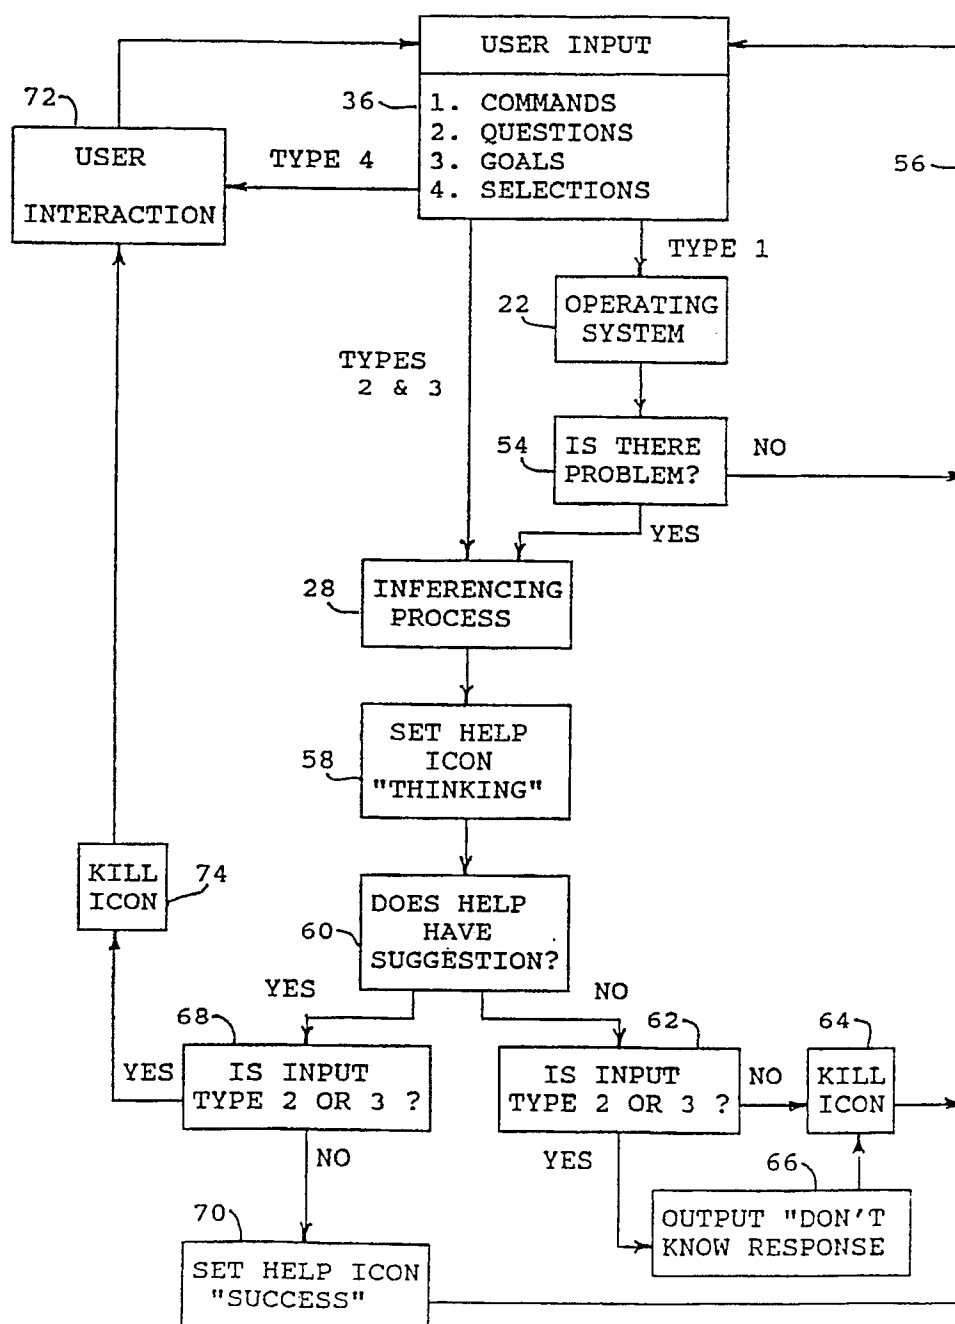 USER INPUT
72
36
1. COMMANDS
2. QUESTIONS
3. GOALS
4. SELECTIONS
USER
INTERACTION
TYPE 4
56
TYPE 1
22
OPERATING
SYSTEM
TYPES
2 & 3
54
IS THERE
PROBLEM?
NO
YES
28
INFERENCING
PROCESS
58
SET HELP
ICON
"THINKING"
KILL
ICON
74
60
DOES HELP
HAVE
SUGGESTION?
YES
NO
68
62
64
YES
IS INPUT
TYPE 2 OR 3 ?
IS INPUT
TYPE 2 OR 3 ?
NO
KILL
ICON
NO
YES
66
70
OUTPUT "DON'T
KNOW RESPONSE
SET HELP ICON
"SUCCESS"